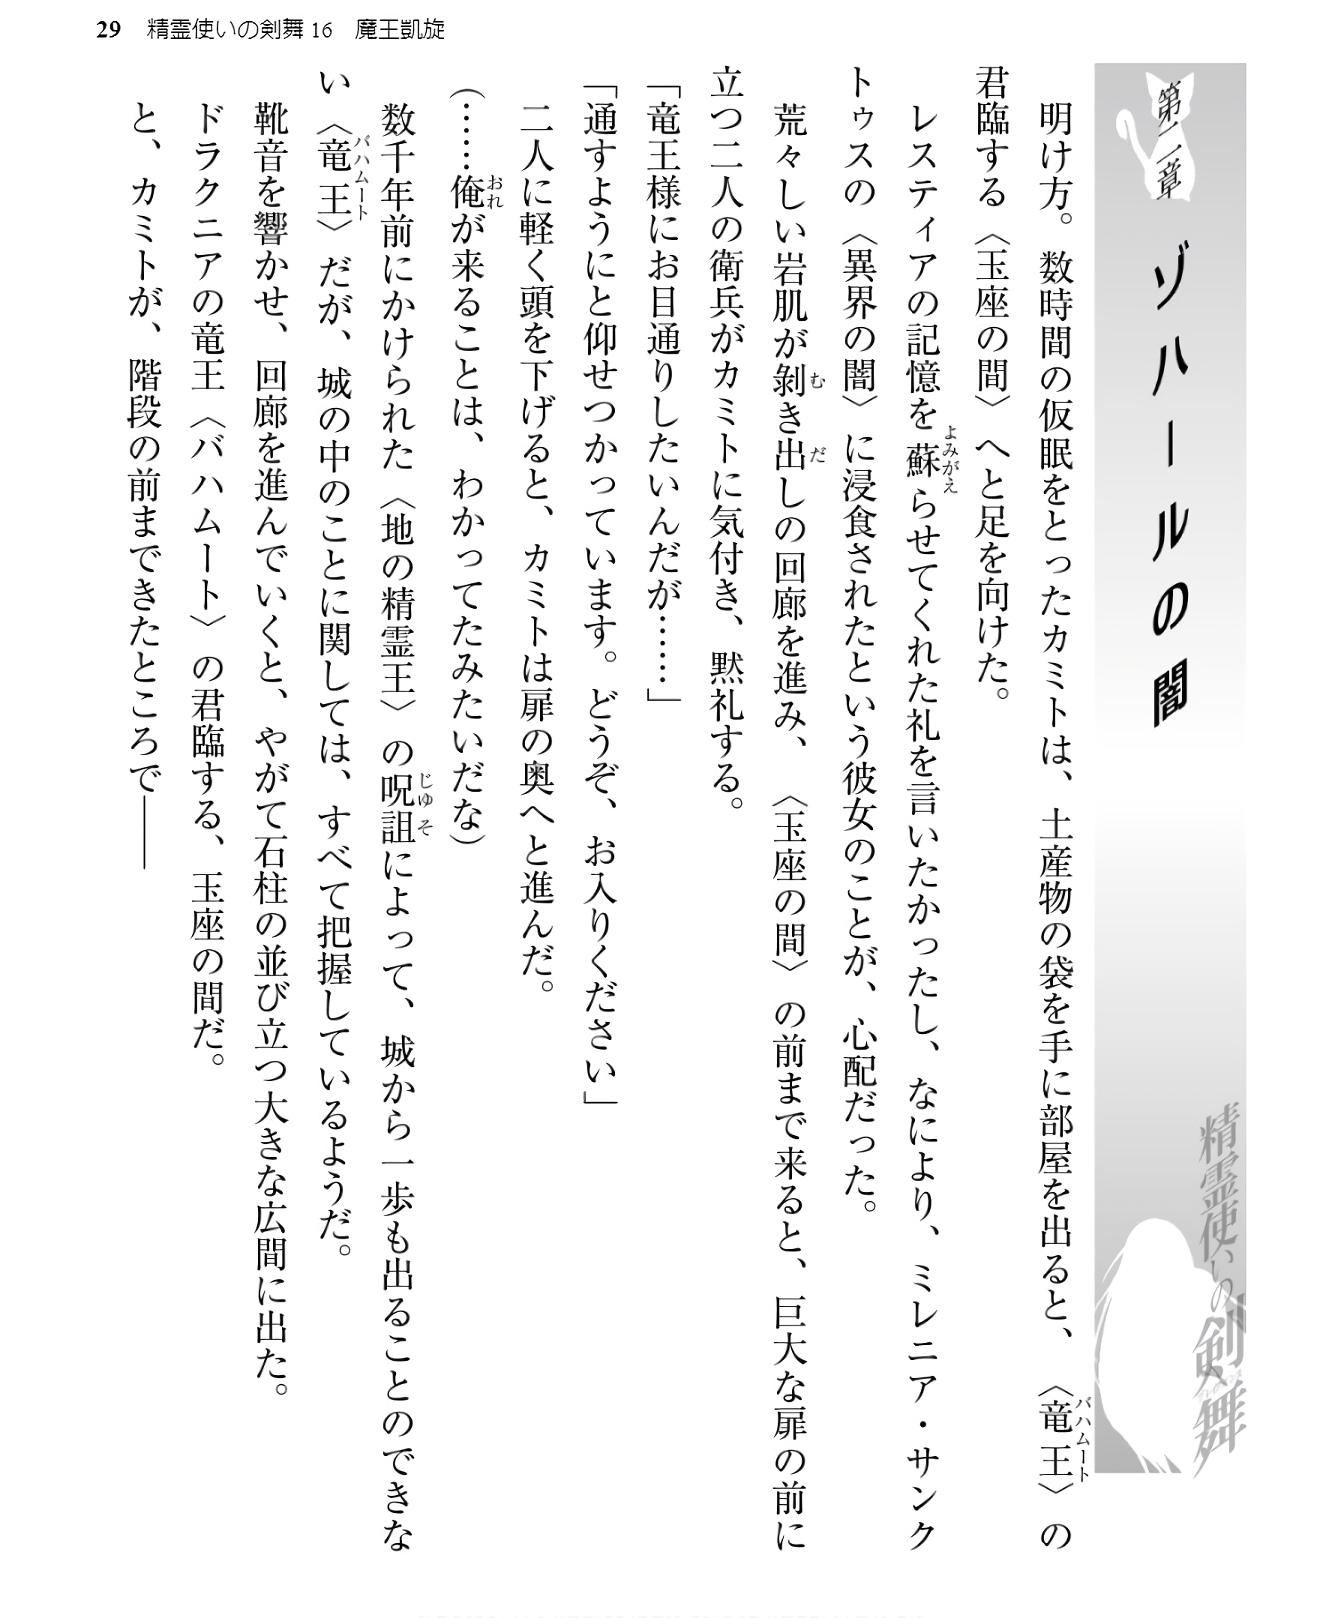 29　精霊使いの剣舞16　魔王凱旋
第二章　ゾハールの闇
精霊使いの剣舞
明け方。数時間の仮眠をとったカミトは、土産物の袋を手に部屋を出ると、〈竜王〉の
君臨する〈玉座の間〉へと足を向けた。
レスティアの記憶を蘇らせてくれた礼を言いたかったし、なにより、ミレニア・サンク
トゥスの〈異界の闇〉に浸食されたという彼女のことが、心配だった。
荒々しい岩肌が剝き出しの回廊を進み、〈玉座の間〉の前まで来ると、巨大な扉の前に
立つ二人の衛兵がカミトに気付き、黙礼する。
「竜王様にお目通りしたいんだが……」
「通すようにと仰せつかっています。どうぞ、お入りください」
二人に軽く頭を下げると、カミトは扉の奥へと進んだ。
(……俺が来ることは、わかってたみたいだな)
数千年前にかけられた〈地の精霊王〉の呪詛によって、城から一歩も出ることのできな
い〈竜王〉だが、城の中のことに関しては、すべて把握しているようだ。
靴音を響かせ、回廊を進んでいくと、やがて石柱の並び立つ大きな広間に出た。
ドラクニアの竜王〈バハムート〉の君臨する、玉座の間だ。
と、カミトが、階段の前まできたところで――